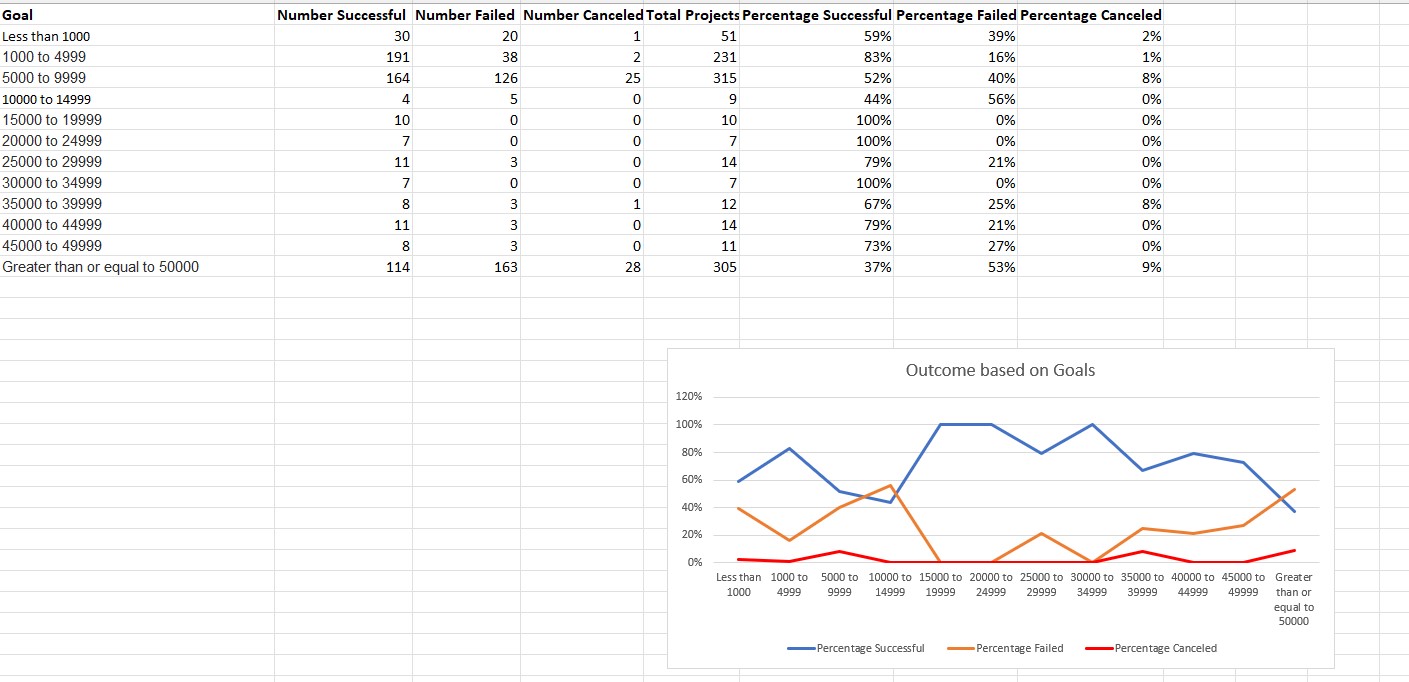 Goal Number Successful Number Failed Number Canceled Total Projects Percentage Successful Percentage Failed Percentage Canceled
Less than 1000 30 20 1 51 59% 39% 2%
1000 to 4999 191 38 2 231 83% 16% 1%
5000 to 9999 164 126 25 315 52% 40% 8%
10000 to 14999 4 5 0 9 44% 56% 0%
15000 to 19999 10 0 0 10 100% 0% 0%
20000 to 24999 7 0 0 7 100% 0% 0%
25000 to 29999 11 3 0 14 79% 21% 0%
30000 to 34999 7 0 0 7 100% 0% 0%
35000 to 39999 8 3 1 12 67% 25% 8%
40000 to 44999 11 3 0 14 79% 21% 0%
45000 to 49999 8 3 0 11 73% 27% 0%
Greater than or equal to 50000 114 163 28 305 37% 53% 9%
Outcome based on Goals
120%
100%
80%
60%
40%
20%
0%
Less than 1000 to 5000 to 10000 to 15000 to 20000 to 25000 to 30000 to 35000 to 40000 to 45000 to Greater
1000 4999 9999 14999 19999 24999 29999 34999 39999 44999 49999 than or
equal to
50000
Percentage Successful Percentage Failed Percentage Canceled